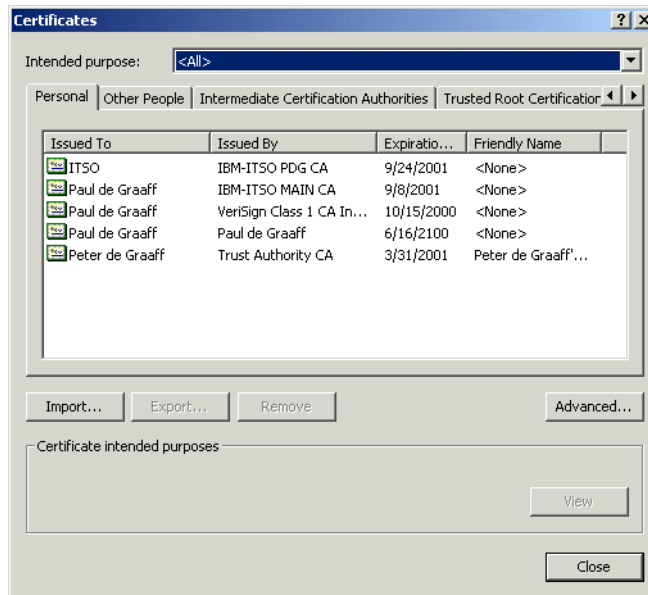 Certificates
Intended purpose: <All>
Personal Other People Intermediate Certification Authorities Trusted Root Certification
Issued To Issued By Expiratio... Friendly Name
ITSO IBM-ITSO PDG CA 9/24/2001 <None>
Paul de Graaff IBM-ITSO MAIN CA 9/8/2001 <None>
Paul de Graaff VeriSign Class 1 CA In... 10/15/2000 <None>
Paul de Graaff Paul de Graaff 6/16/2100 <None>
Peter de Graaff Trust Authority CA 3/31/2001 Peter de Graaff'...
Import... Export... Remove Advanced...
Certificate intended purposes
View
Close